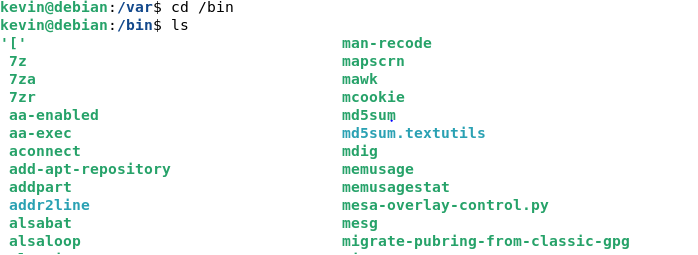 kevin@debian:/var$ cd /bin
kevin@debian:/bin$ ls
'[' man-recode
7z mapscrn
7za mawk
7zr mcookie
aa-enabled md5sum
aa-exec md5sum.textutils
aconnect mdig
add-apt-repository memusage
addpart memusagestat
addr2line mesa-overlay-control.py
alsabat mesg
alsaloop migrate-pubring-from-classic-gpg